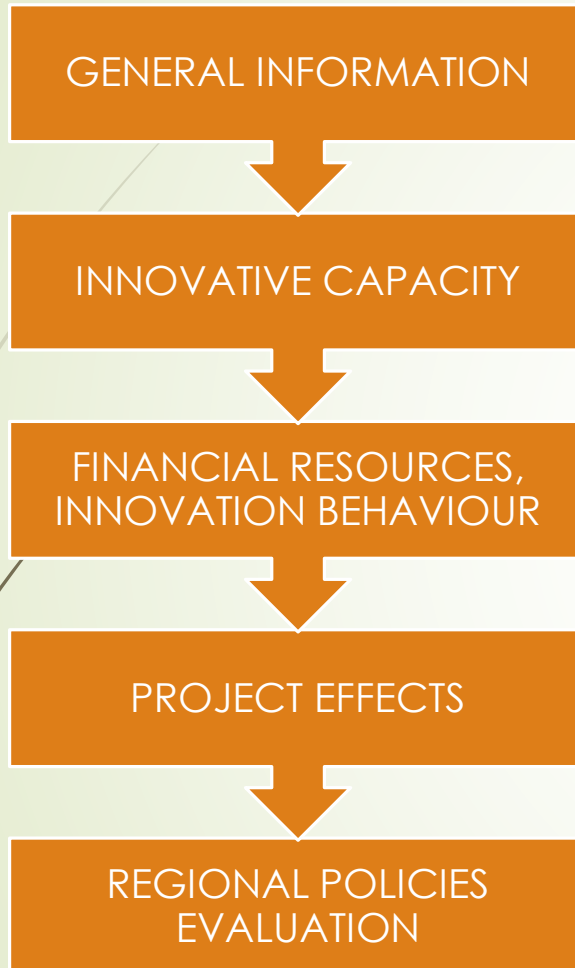 GENERAL INFORMATION
INNOVATIVE CAPACITY
FINANCIAL RESOURCES,
INNOVATION BEHAVIOUR
PROJECT EFFECTS
REGIONAL POLICIES
EVALUATION